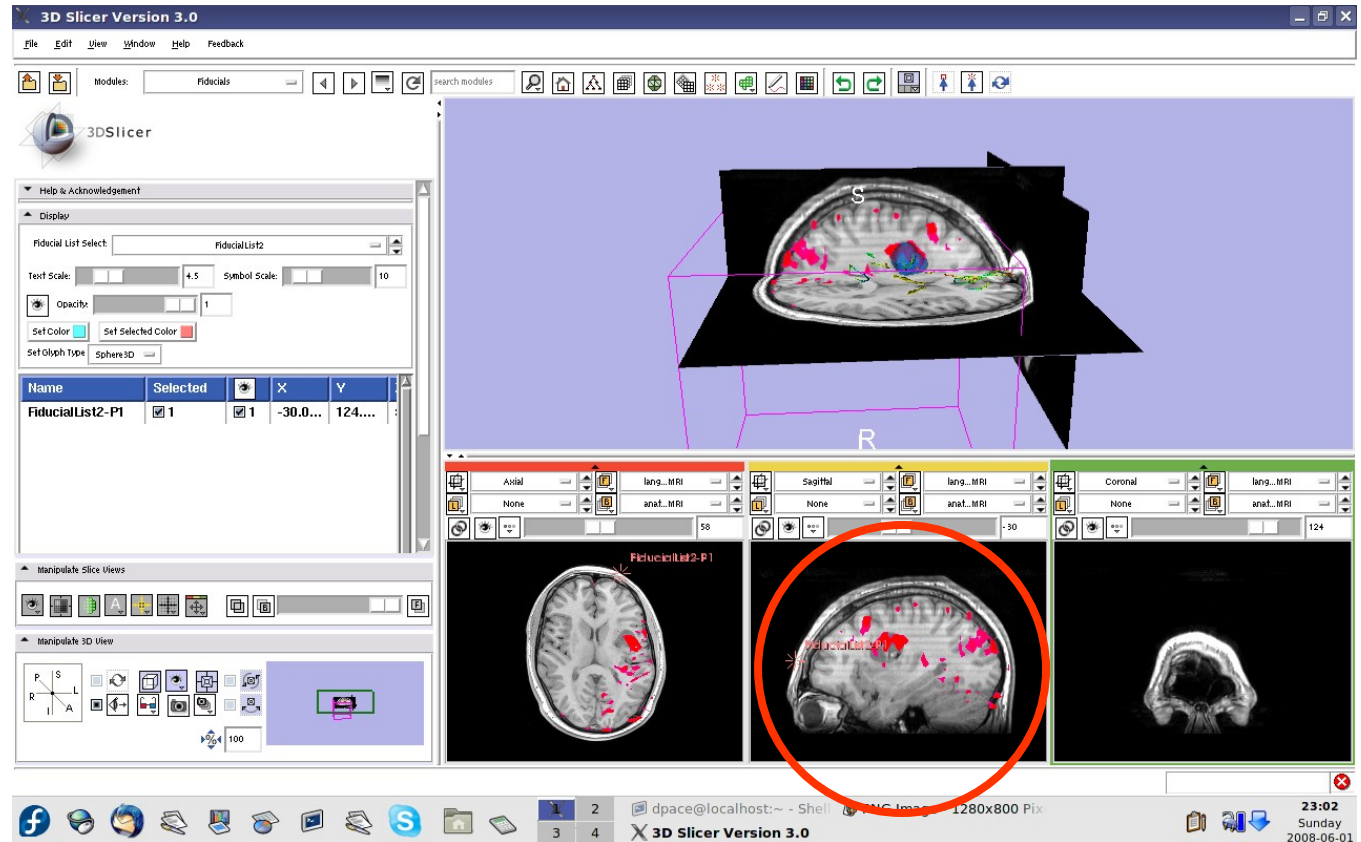 3D Slicer Version 3.0
File Edit View Window Help Feedback
Modules: Fiducials search modules
3DSlicer
Help & Acknowledgement
Display
Fiducial List Select: FiducialList2
Text Scale: 4.5 Symbol Scale: 10
Opacity: 1
Set Color Set Selected Color
Set Glyph Type Sphere3D
Name Selected X Y
FiducialList2-P1 1 1 -30.0... 124....
Manipulate Slice Views
A B F
Manipulate 3D View
P S
R L
I A
% 100
S
R
Axial F lang...MRI
L None B anat...MRI
58
FiducialList2-P1
Sagittal F lang...MRI
L None B anat...MRI
-30
FiducialList2-P1
Coronal F lang...MRI
L None B anat...MRI
124
1 2 dpace@localhost:~ - Shell PNG Image - 1280x800 Pix
3 4 X 3D Slicer Version 3.0
23:02
Sunday
2008-06-01